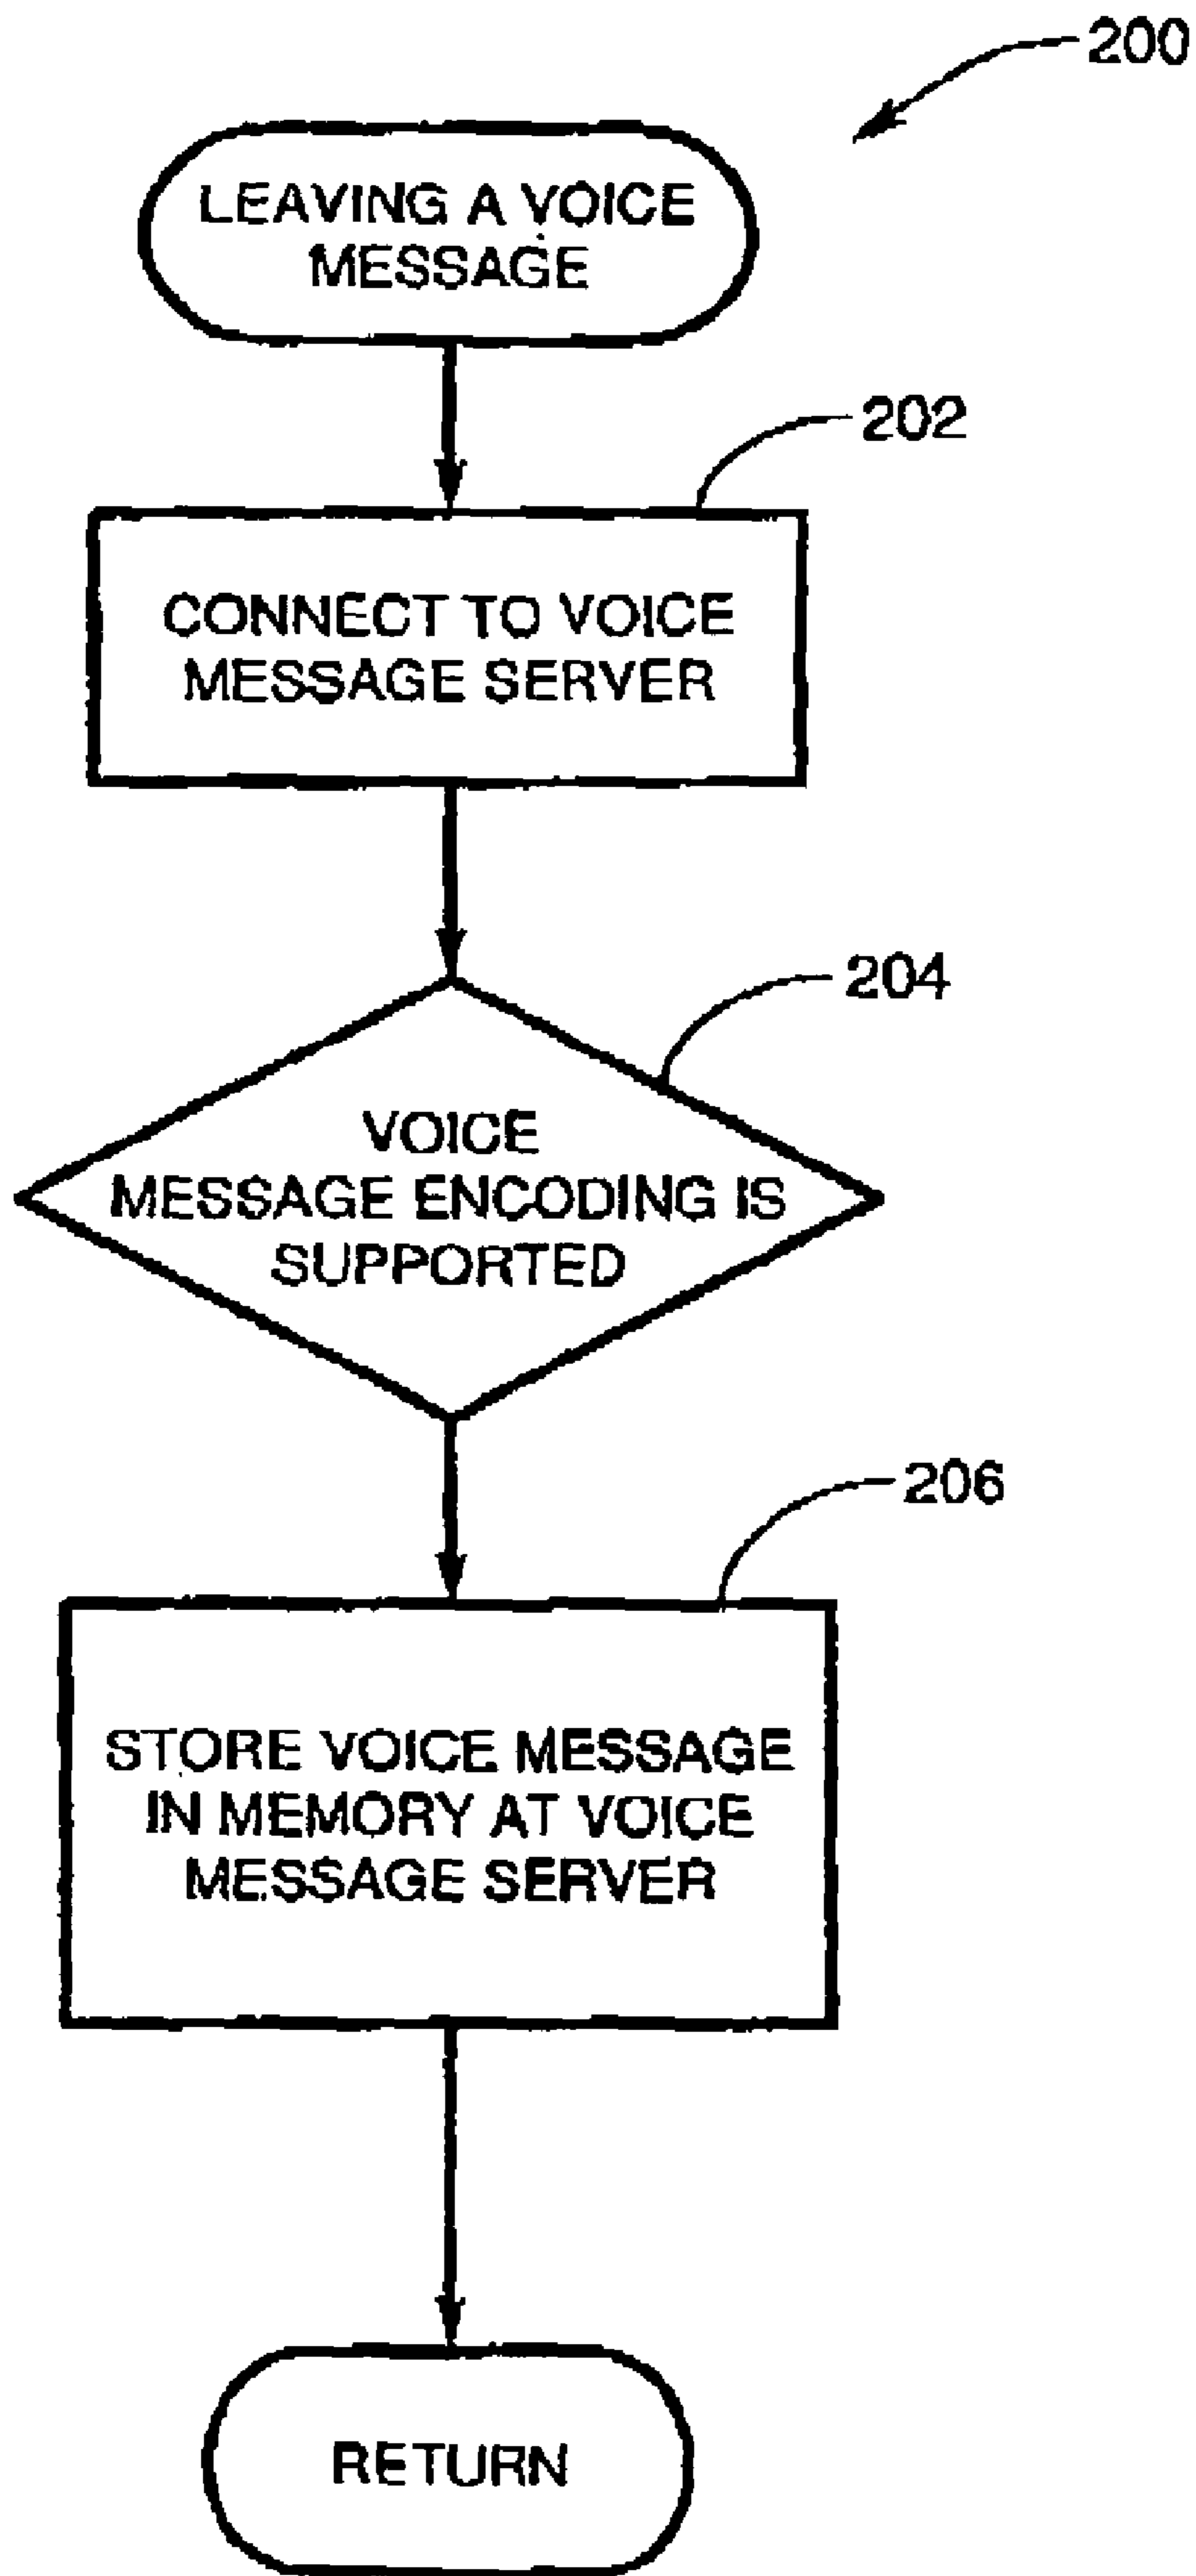 200
LEAVING A VOICE
MESSAGE
202
CONNECT TO VOICE
MESSAGE SERVER
204
VOICE
MESSAGE ENCODING IS
SUPPORTED
206
STORE VOICE MESSAGE
IN MEMORY AT VOICE
MESSAGE SERVER
RETURN